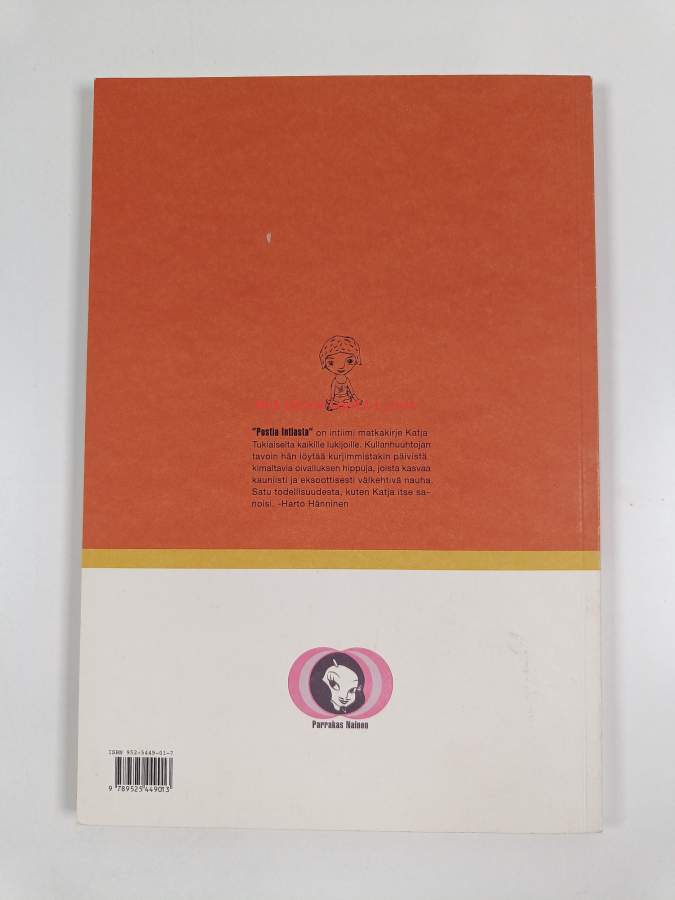 "Postia Intiasta" on intiimi matkakirje Katja
Tukiaiselta kaikille lukijoille. Kullanhuuhtojan
tavoin hän löytää kurjimmistakin päivistä
kimaltavia oivalluksen hippuja, joista kasvaa
kauniisti ja eksoottisesti välkehtivä nauha.
Satu todellisuudesta, kuten Katja itse sa-
noisi. -Harto Hänninen
Parrakas Nainen
ISBN 952-5449-01-7
9 789525 449013